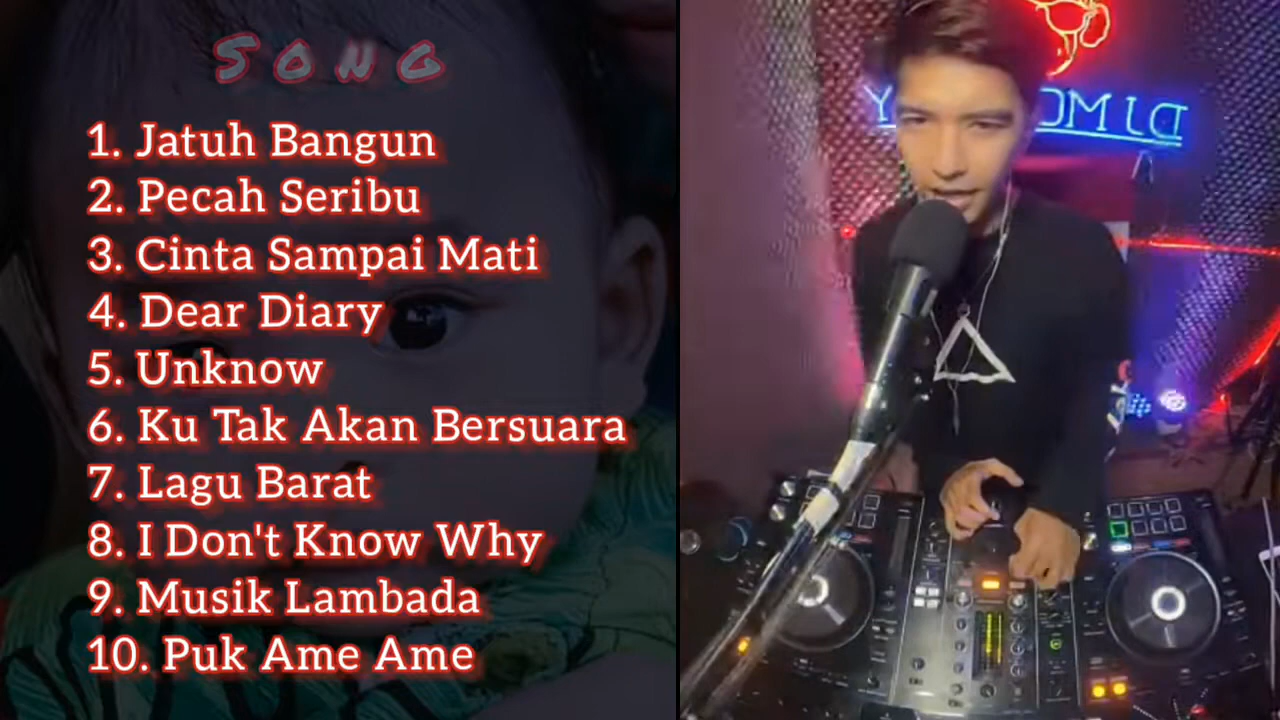 Song
1. Jatuh Bangun
2. Pecah Seribu
3. Cinta Sampai Mati
4. Dear Diary
5. Unknow
6. Ku Tak Akan Bersuara
7. Lagu Barat
8. I Don't Know Why
9. Musik Lambada
10. Puk Ame Ame